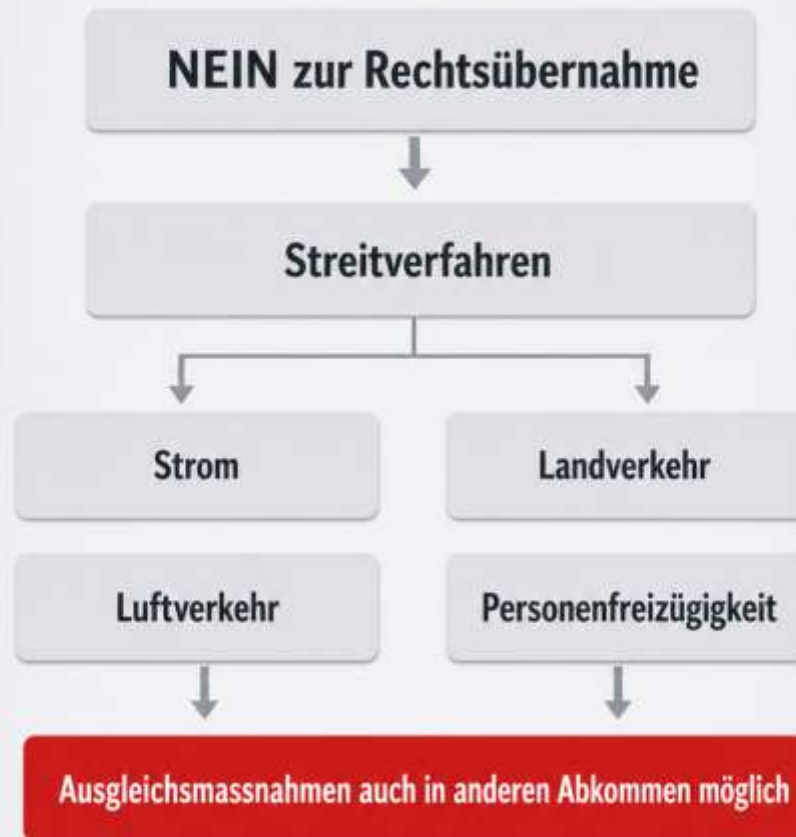 NEIN zur Rechtsübernahme
Streitverfahren
Strom
Landverkehr
Luftverkehr
Personenfreizügigkeit
Ausgleichsmassnahmen auch in anderen Abkommen möglich